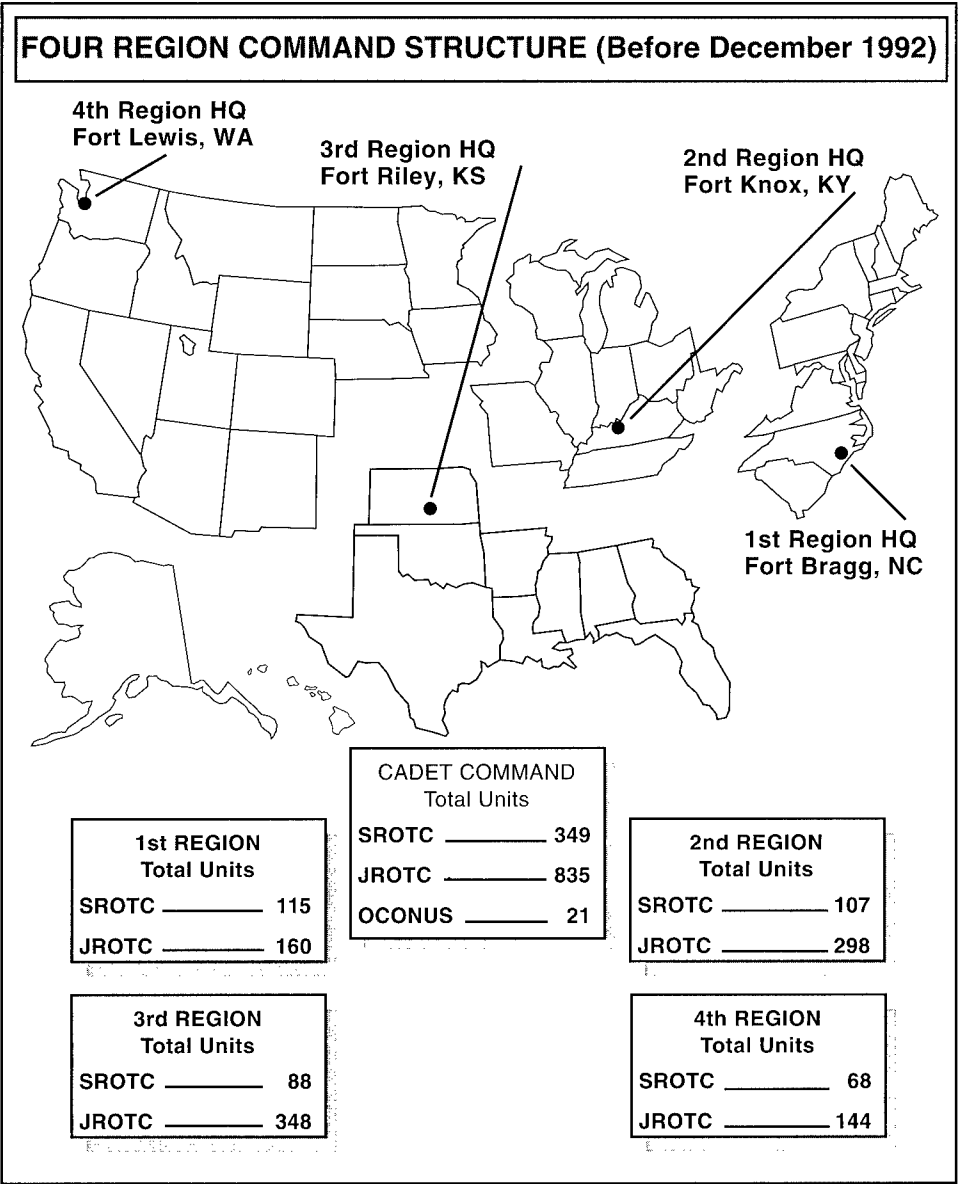 FOUR REGION COMMAND STRUCTURE (Before December 1992)
4th Region HQ
Fort Lewis, WA
3rd Region HQ
Fort Riley, KS
2nd Region HQ
Fort Knox, KY
1st Region HQ
Fort Bragg, NC
CADET COMMAND
Total Units
SROTC 349
JROTC 835
OCONUS 21
1st REGION
Total Units
SROTC 115
JROTC 160
2nd REGION
Total Units
SROTC 107
JROTC 298
3rd REGION
Total Units
SROTC 88
JROTC 348
4th REGION
Total Units
SROTC 68
JROTC 144